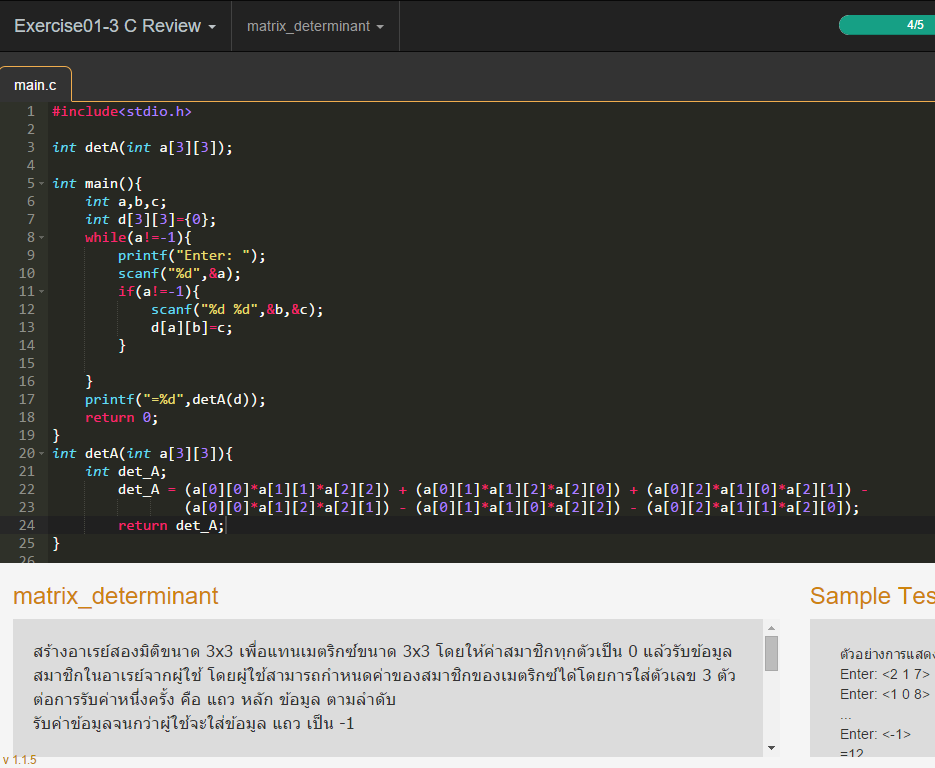 Exercise01-3 C Review
matrix_determinant
4/5
main.c
1 #include<stdio.h>
2
3 int detA(int a[3][3]);
4
5 int main(){
6 int a,b,c;
7 int d[3][3]={0};
8 while(a!=-1){
9 printf("Enter: ");
10 scanf("%d",&a);
11 if(a!=-1){
12 scanf("%d %d",&b,&c);
13 d[a][b]=c;
14 }
15
16 }
17 printf("=%d",detA(d));
18 return 0;
19 }
20 int detA(int a[3][3]){
21 int det_A;
22 det_A = (a[0][0]*a[1][1]*a[2][2]) + (a[0][1]*a[1][2]*a[2][0]) + (a[0][2]*a[1][0]*a[2][1]) -
23 (a[0][0]*a[1][2]*a[2][1]) - (a[0][1]*a[1][0]*a[2][2]) - (a[0][2]*a[1][1]*a[2][0]);
24 return det_A;
25 }
26
matrix_determinant
สร้างอาเรย์สองมิติขนาด 3x3 เพื่อแทนเมตริกซ์ขนาด 3x3 โดยให้ค่าสมาชิกทุกตัวเป็น 0 แล้วรับข้อมูล
สมาชิกในอาเรย์จากผู้ใช้ โดยผู้ใช้สามารถกำหนดค่าของสมาชิกของเมตริกซ์ได้โดยการใส่ตัวเลข 3 ตัว
ต่อการรับค่าหนึ่งครั้ง คือ แถว หลัก ข้อมูล ตามลำดับ
รับค่าข้อมูลจนกว่าผู้ใช้จะใส่ข้อมูล แถว เป็น -1
Sample Tes
ตัวอย่างการแสดง
Enter: <2 1 7>
Enter: <1 0 8>
...
Enter: <-1>
=12
v 1.1.5